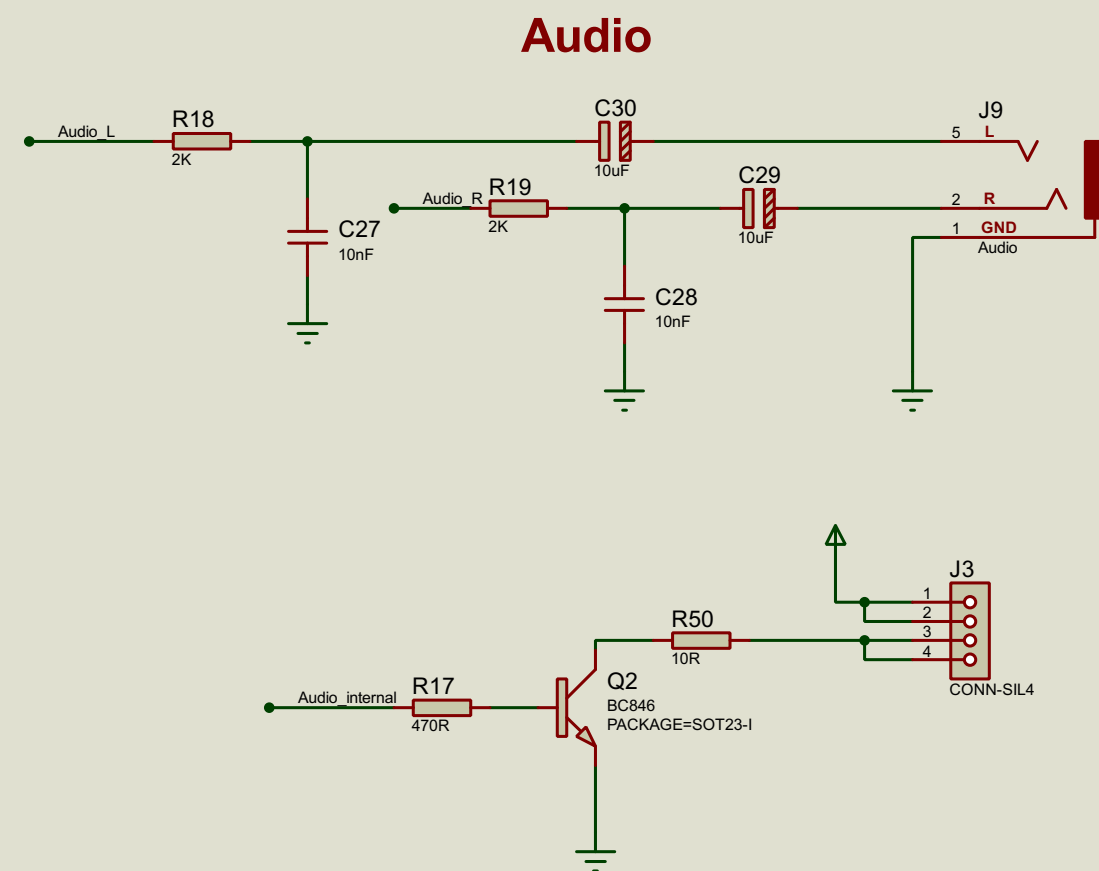 Audio
Audio_L
R18
2K
C30
10uF
J9
5
L
Audio_R
R19
2K
C29
10uF
2
R
1
GND
Audio
C27
10nF
C28
10nF
J3
1
2
3
4
CONN-SIL4
R50
10R
Audio_internal
R17
470R
Q2
BC846
PACKAGE=SOT23-I